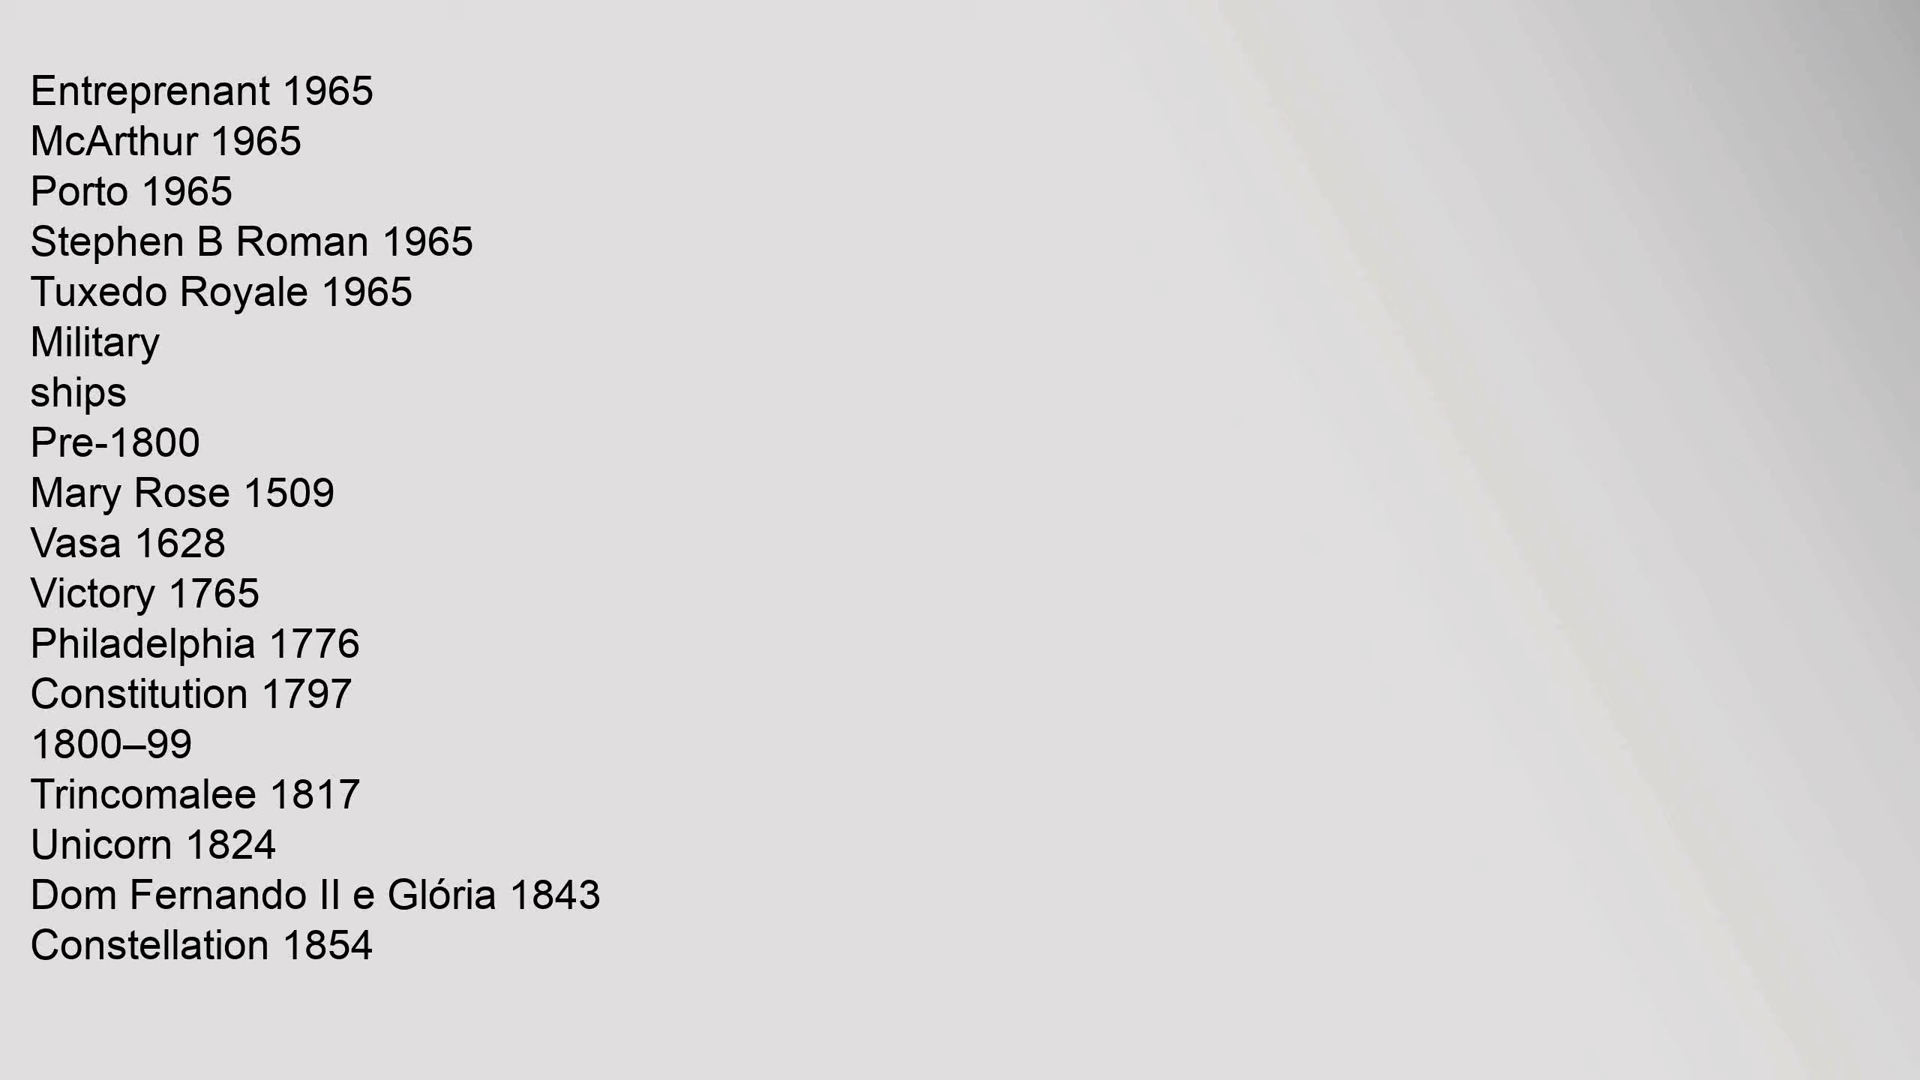 Entreprenant 1965
McArthur 1965
Porto 1965
Stephen B Roman 1965
Tuxedo Royale 1965
Military
ships
Pre-1800
Mary Rose 1509
Vasa 1628
Victory 1765
Philadelphia 1776
Constitution 1797
1800–99
Trincomalee 1817
Unicorn 1824
Dom Fernando II e Glória 1843
Constellation 1854